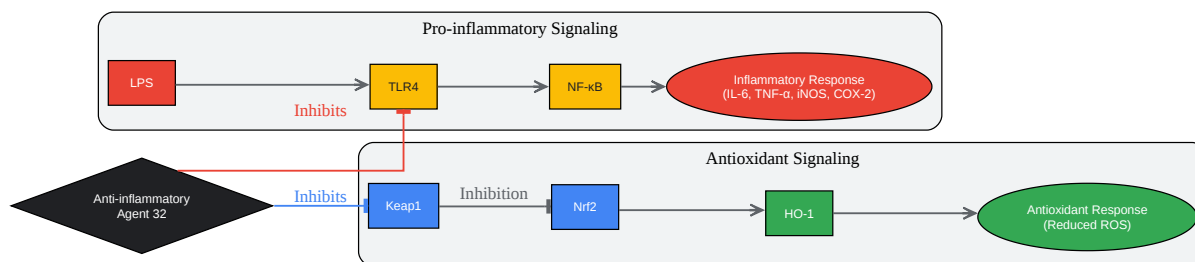 Pro-inflammatory Signaling
LPS
TLR4
NF-κB
Inflammatory Response
(IL-6, TNF-α, iNOS, COX-2)
Inhibits
Antioxidant Signaling
Anti-inflammatory
Agent 32
Inhibits
Keap1
Inhibition
Nrf2
HO-1
Antioxidant Response
(Reduced ROS)